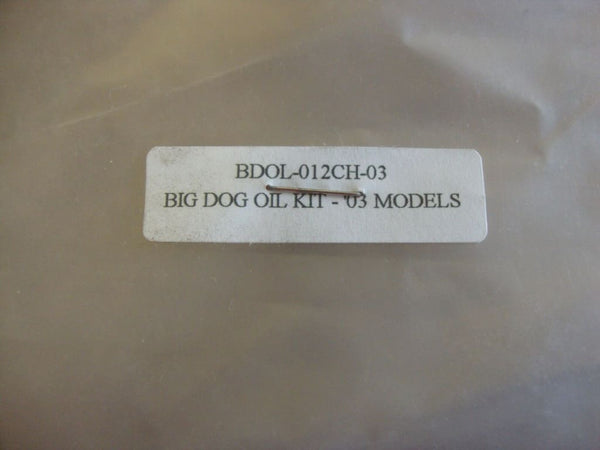 BDOL-012CH-03
BIG DOG OIL KIT - '03 MODELS